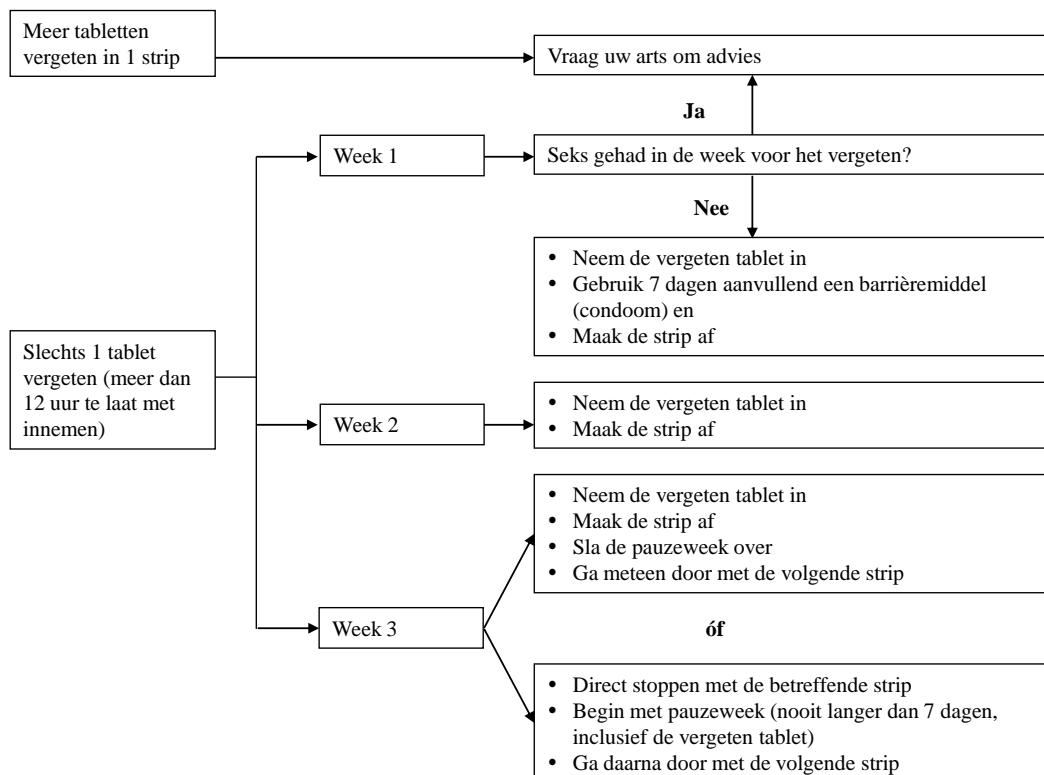 Meer tabletten
vergeten in 1 strip
Vraag uw arts om advies
Ja
Week 1
Seks gehad in de week voor het vergeten?
Nee
• Neem de vergeten tablet in
• Gebruik 7 dagen aanvullend een barrièremiddel
(condoom) en
• Maak de strip af
Slechts 1 tablet
vergeten (meer dan
12 uur te laat met
innemen)
Week 2
• Neem de vergeten tablet in
• Maak de strip af
• Neem de vergeten tablet in
• Maak de strip af
• Sla de pauzeweek over
• Ga meteen door met de volgende strip
Week 3
óf
• Direct stoppen met de betreffende strip
• Begin met pauzeweek (nooit langer dan 7 dagen,
inclusief de vergeten tablet)
• Ga daarna door met de volgende strip